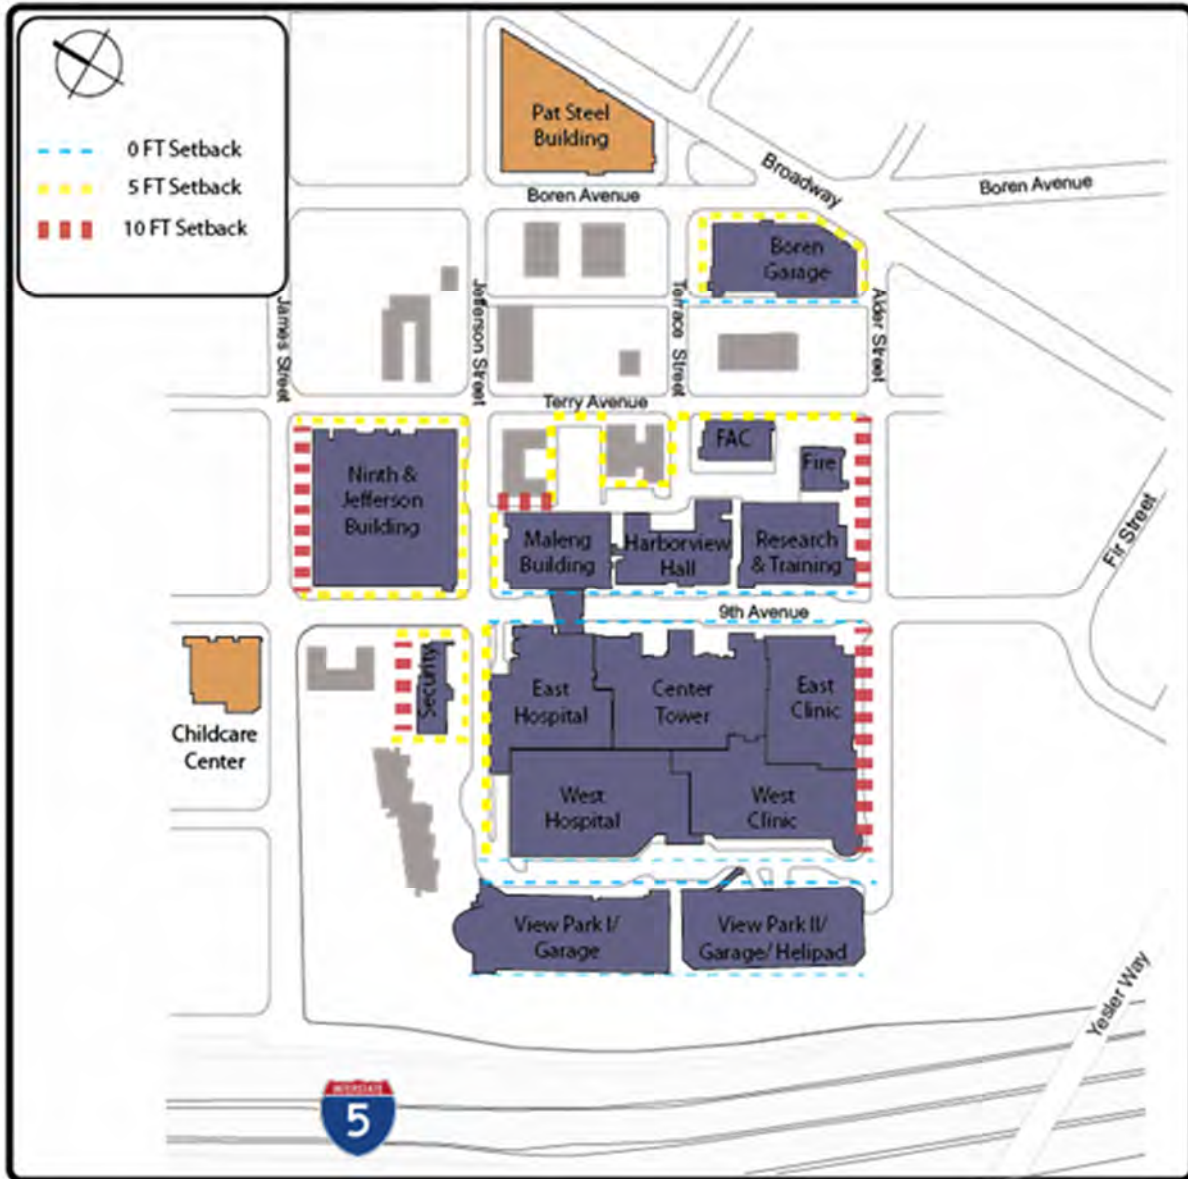 0 FT Setback
5 FT Setback
10 FT Setback
Pat Steel
Building
Broadway
Boren Avenue
Boren Avenue
Boren
Garage
James Street
Jefferson Street
Terrace Street
Alder Street
Terry Avenue
FAC
Fire
Ninth &
Jefferson
Building
Maleng
Building
Harborview
Hall
Research
& Training
Fir Street
9th Avenue
Security
East
Hospital
Center
Tower
East
Clinic
Childcare
Center
West
Hospital
West
Clinic
View Park I/
Garage
View Park II/
Garage/ Helipad
Yesler Way
INTERSTATE
5